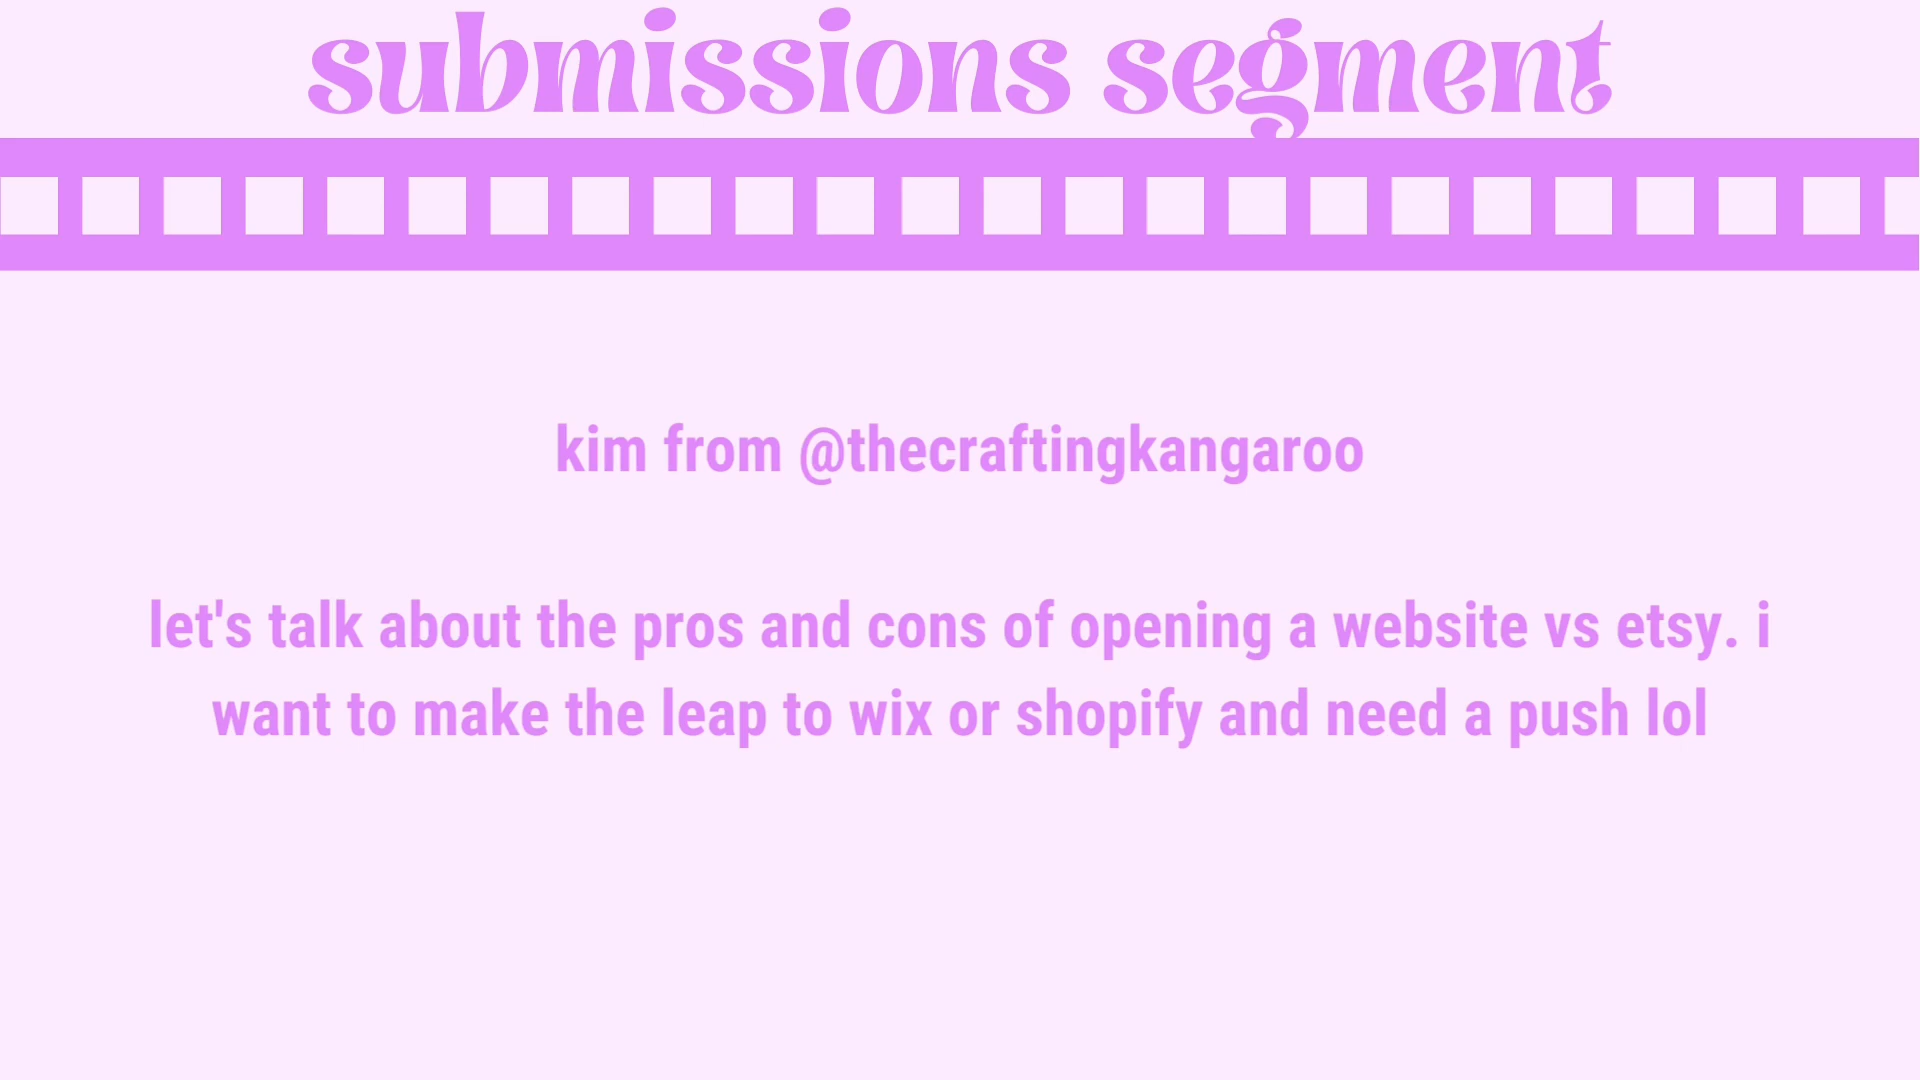 submissions segment
kim from @thecraftingkangaroo
let's talk about the pros and cons of opening a website vs etsy. i
want to make the leap to wix or shopify and need a push lol